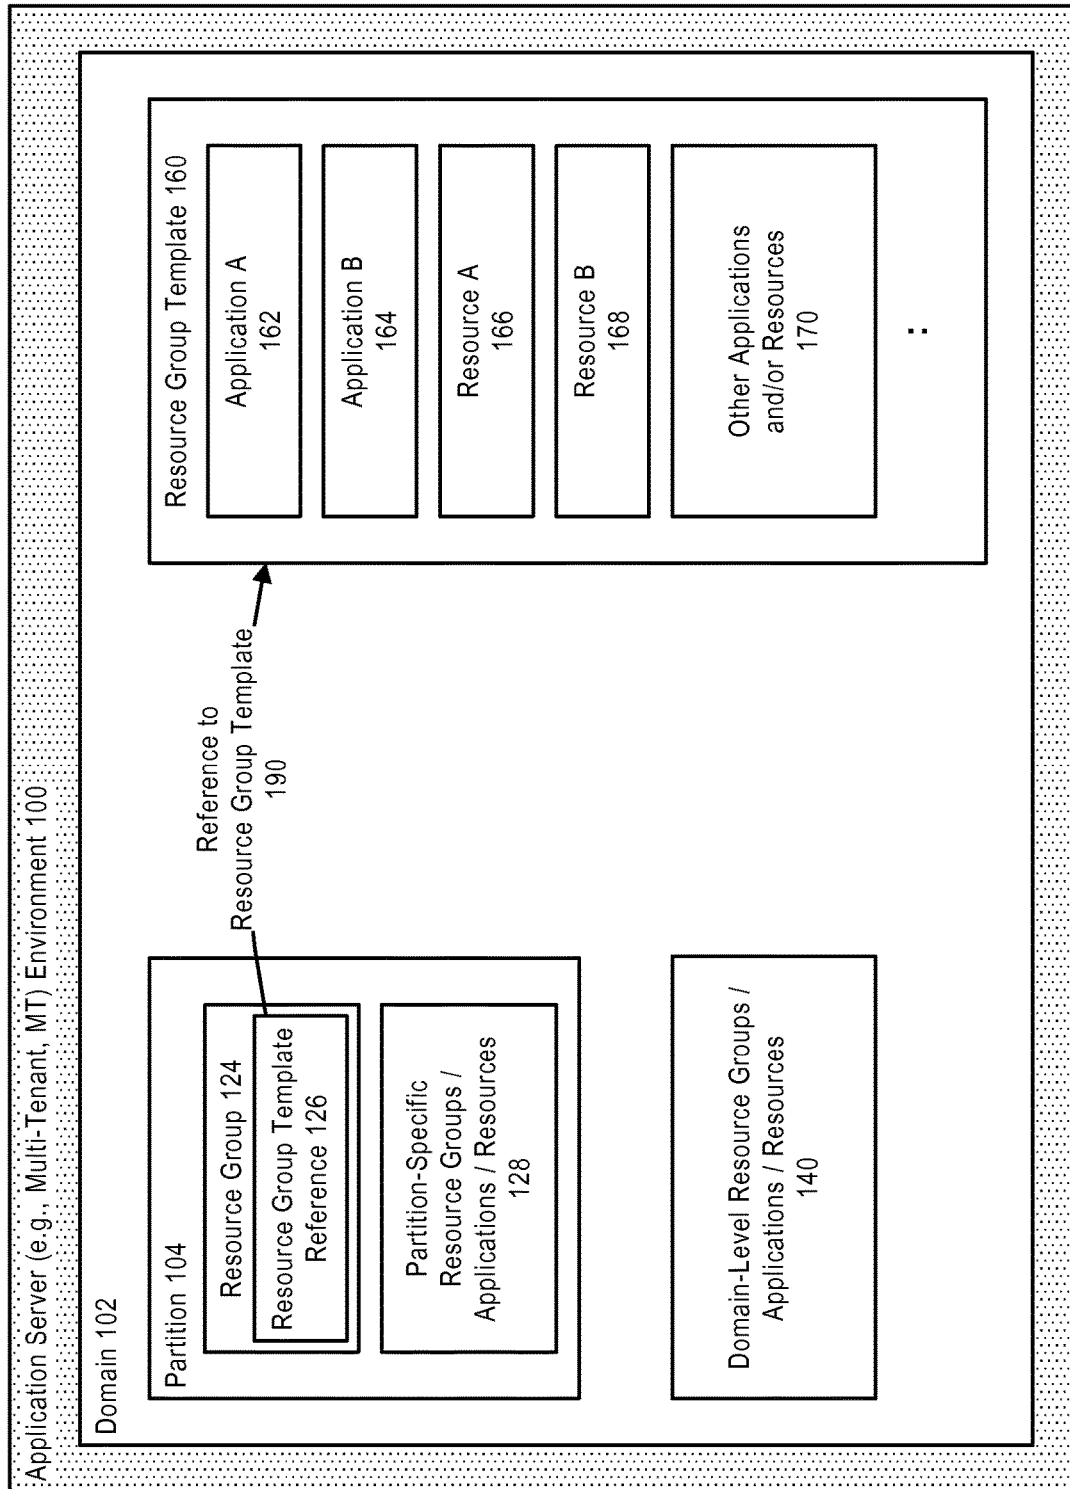 Application Server (e.g., Multi-Tenant, MT) Environment 100
Domain 102
Partition 104
Resource Group 124
Resource Group Template
Reference 126
Partition-Specific
Resource Groups /
Applications / Resources
128
Domain-Level Resource Groups /
Applications / Resources
140
Reference to
Resource Group Template
190
Resource Group Template 160
Application A
162
Application B
164
Resource A
166
Resource B
168
Other Applications
and/or Resources
170